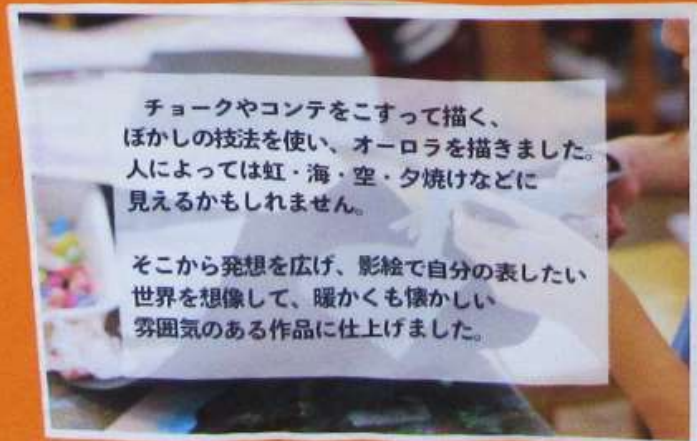 チョークやコンテをこすって描く、
ぼかしの技法を使い、オーロラを描きました。
人によっては虹・海・空・夕焼けなどに
見えるかもしれません。
そこから発想を広げ、影絵で自分の表したい
世界を想像して、暖かくも懐かしい
雰囲気のある作品に仕上げました。